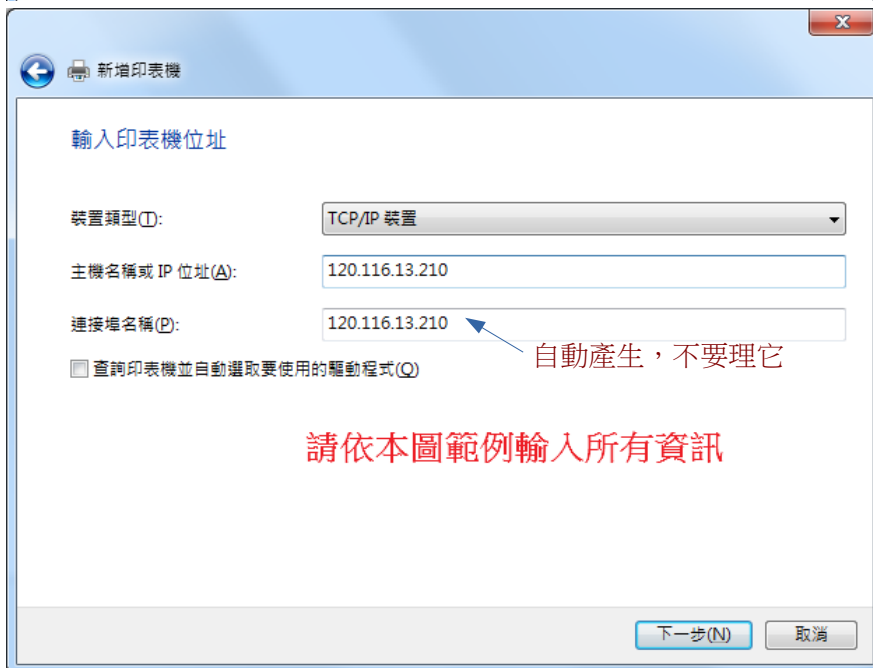 新增印表機
輸入印表機位址
裝置類型(T): TCP/IP 裝置
主機名稱或 IP 位址(A): 120.116.13.210
連接埠名稱(P): 120.116.13.210
自動產生，不要理它
查詢印表機並自動選取要使用的驅動程式(Q)
請依本圖範例輸入所有資訊
下一步(N) 取消